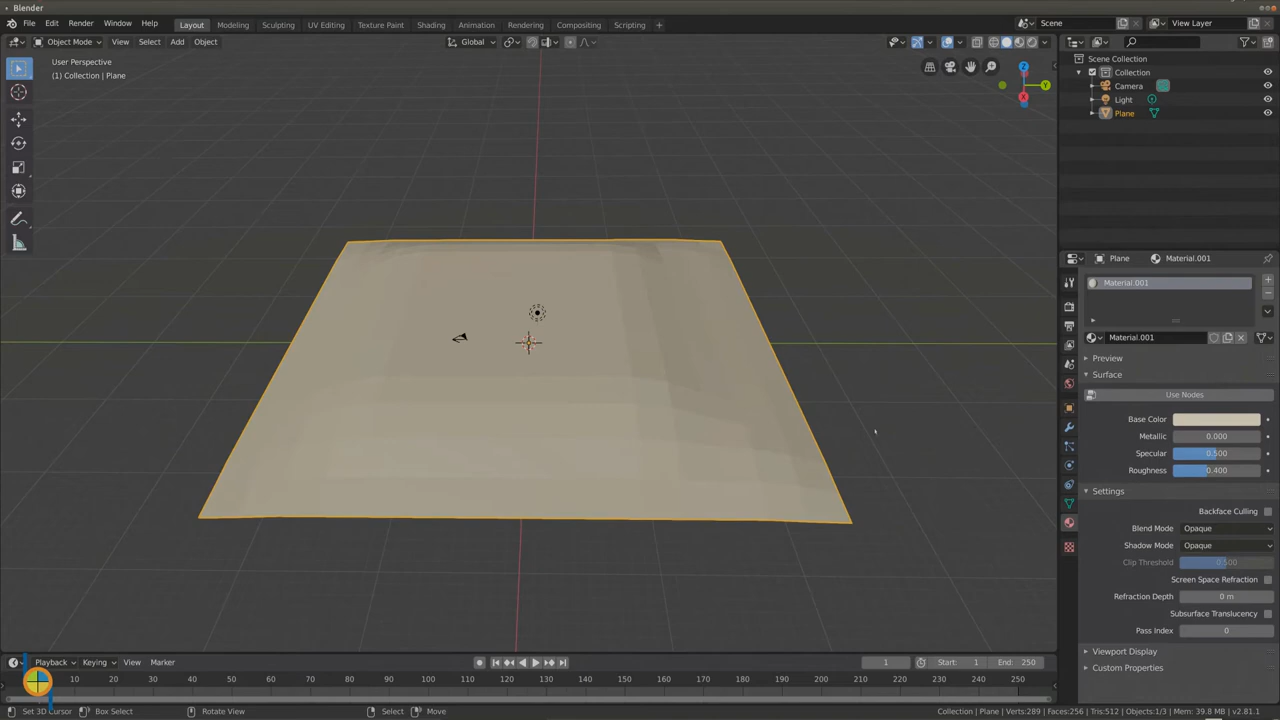 Blender
File Edit Render Window Help
Layout Modeling Sculpting UV Editing Texture Paint Shading Animation Rendering Compositing Scripting +
Scene
View Layer
Object Mode View Select Add Object
Global
User Perspective
(1) Collection | Plane
Z
Y
X
Scene Collection
Collection
Camera
Light
Plane
Plane Material.001
Material.001
Material.001
Preview
Surface
Use Nodes
Base Color
Metallic 0.000
Specular 0.500
Roughness 0.400
Settings
Backface Culling
Blend Mode Opaque
Shadow Mode Opaque
Clip Threshold 0.500
Screen Space Refraction
Refraction Depth 0 m
Subsurface Translucency
Pass Index 0
Viewport Display
Custom Properties
Playback Keying View Marker
1 Start: 1 End: 250
10 20 30 40 50 60 70 80 90 100 110 120 130 140 150 160 170 180 190 200 210 220 230 240 250
Set 3D Cursor Box Select Rotate View Select Move
Collection | Plane | Verts:289 | Faces:256 | Tris:512 | Objects:1/3 | Mem: 39.8 MB | v2.81.1